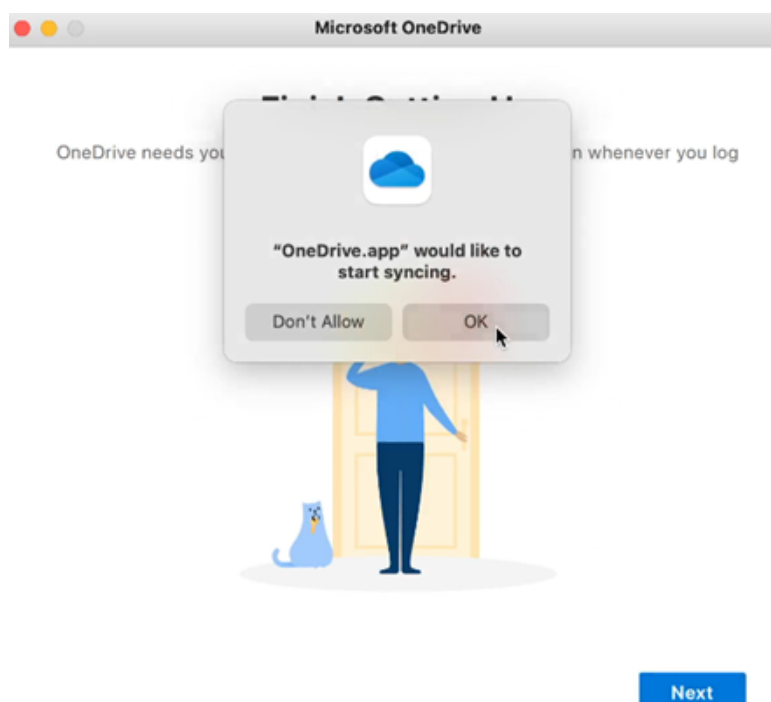 Microsoft OneDrive
OneDrive needs you
n whenever you log
"OneDrive.app" would like to
start syncing.
Don't Allow
OK
Next